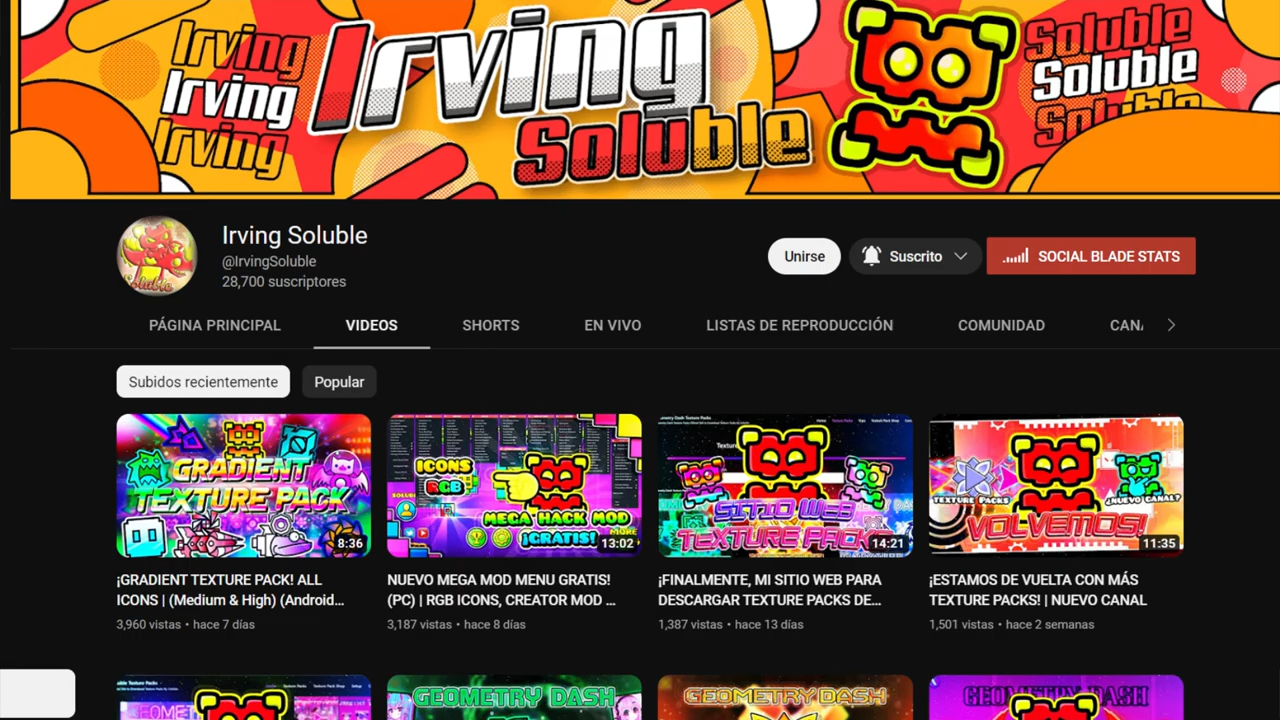 Irving
Irving
Irving
Irving
Soluble
Soluble
Soluble
Soluble
Soluble
Irving Soluble
@IrvingSoluble
28,700 suscriptores
Unirse
Suscrito
SOCIAL BLADE STATS
PÁGINA PRINCIPAL
VIDEOS
SHORTS
EN VIVO
LISTAS DE REPRODUCCIÓN
COMUNIDAD
CANA
Subidos recientemente
Popular
GRADIENT
TEXTURE PACK
8:36
ICONS
RGB
MEGA HACK MOD
MORE
¡GRATIS!
13:02
SITIO WEB
TEXTURE PACK
14:21
TEXTURE PACKS
¿NUEVO CANAL?
VOLVEMOS!
11:35
¡GRADIENT TEXTURE PACK! ALL
ICONS | (Medium & High) (Android...
3,960 vistas • hace 7 días
NUEVO MEGA MOD MENU GRATIS!
(PC) | RGB ICONS, CREATOR MOD ...
3,187 vistas • hace 8 días
¡FINALMENTE, MI SITIO WEB PARA
DESCARGAR TEXTURE PACKS DE...
1,387 vistas • hace 13 días
¡ESTAMOS DE VUELTA CON MÁS
TEXTURE PACKS! | NUEVO CANAL
1,501 vistas • hace 2 semanas
GEOMETRY DASH
GEOMETRY DASH
GEOMETRY DASH